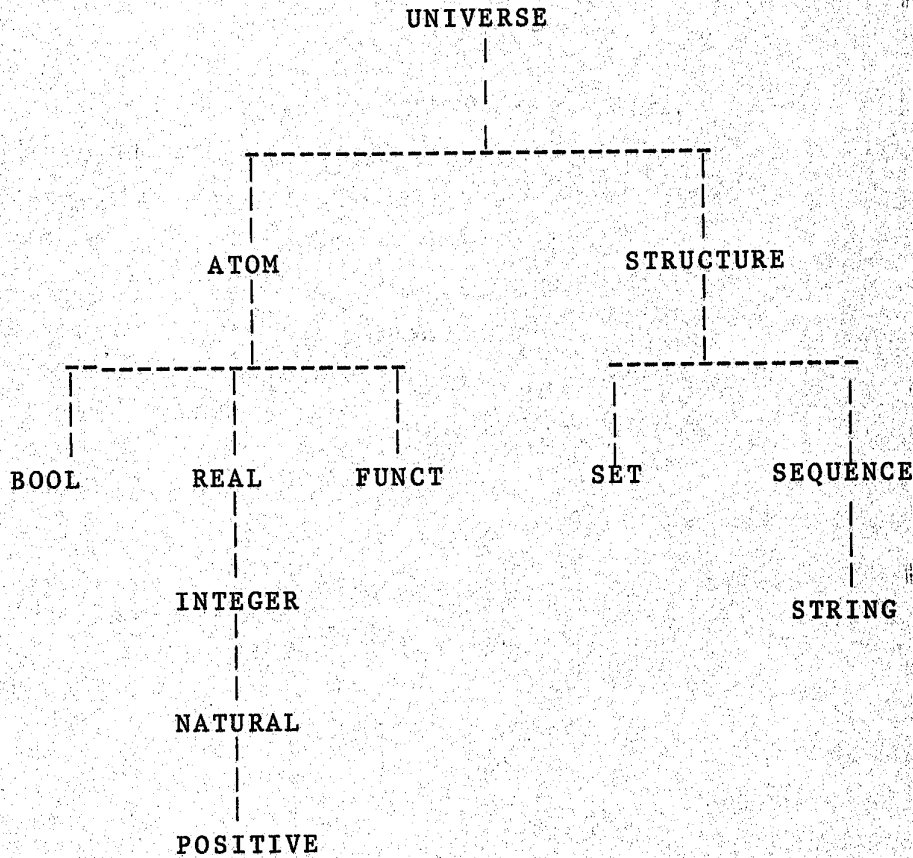 UNIVERSE
ATOM STRUCTURE
BOOL REAL FUNCT SET SEQUENCE
INTEGER STRING
NATURAL
POSITIVE